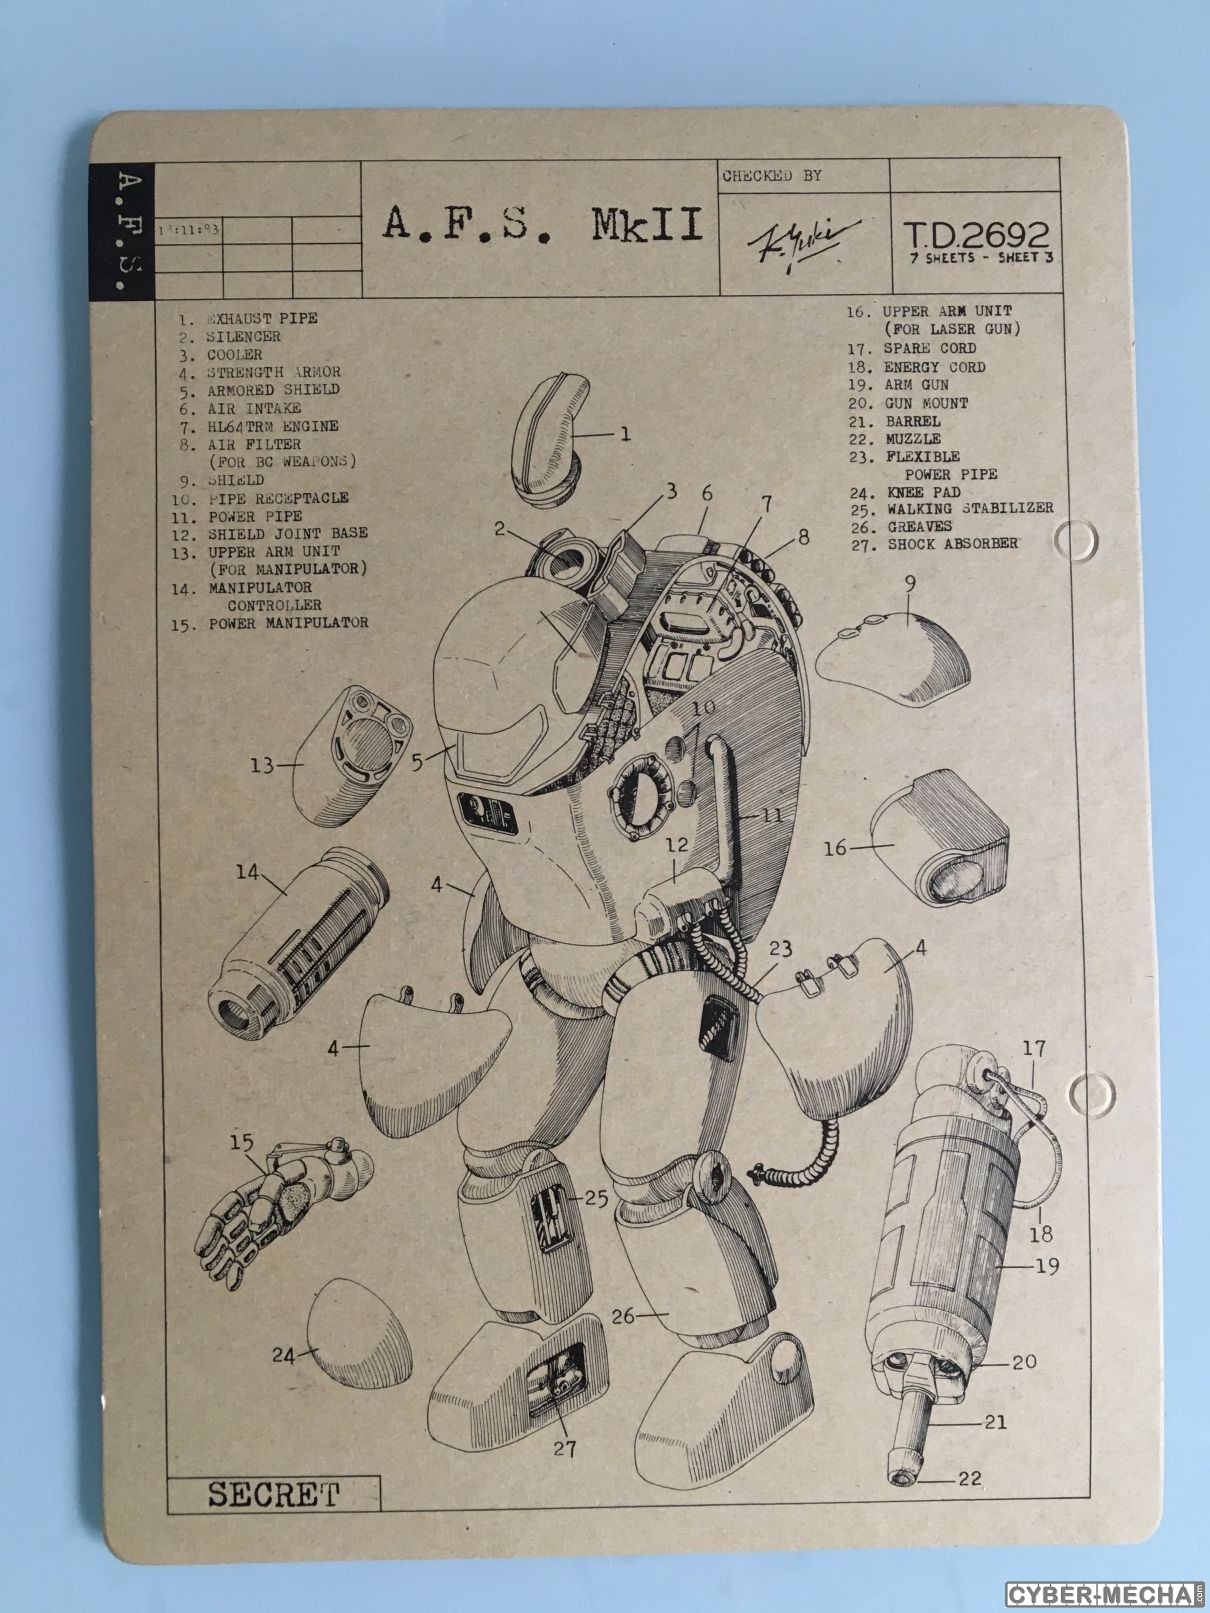 A.F.S.
A.F.S. MkII
CHECKED BY
K.Yuki
T.D.2692
7 SHEETS - SHEET 3
1. EXHAUST PIPE
2. SILENCER
3. COOLER
4. STRENGTH ARMOR
5. ARMORED SHIELD
6. AIR INTAKE
7. HL64TRM ENGINE
8. AIR FILTER
(FOR BC WEAPONS)
9. SHIELD
10. PIPE RECEPTACLE
11. POWER PIPE
12. SHIELD JOINT BASE
13. UPPER ARM UNIT
(FOR MANIPULATOR)
14. MANIPULATOR
CONTROLLER
15. POWER MANIPULATOR
16. UPPER ARM UNIT
(FOR LASER GUN)
17. SPARE CORD
18. ENERGY CORD
19. ARM GUN
20. GUN MOUNT
21. BARREL
22. MUZZLE
23. FLEXIBLE
POWER PIPE
24. KNEE PAD
25. WALKING STABILIZER
26. GREAVES
27. SHOCK ABSORBER
1
3
6
7
2
8
9
10
13
5
11
12
16
14
4
23
4
4
17
15
25
18
19
26
24
20
27
21
22
SECRET
CYBER-MECHA.com